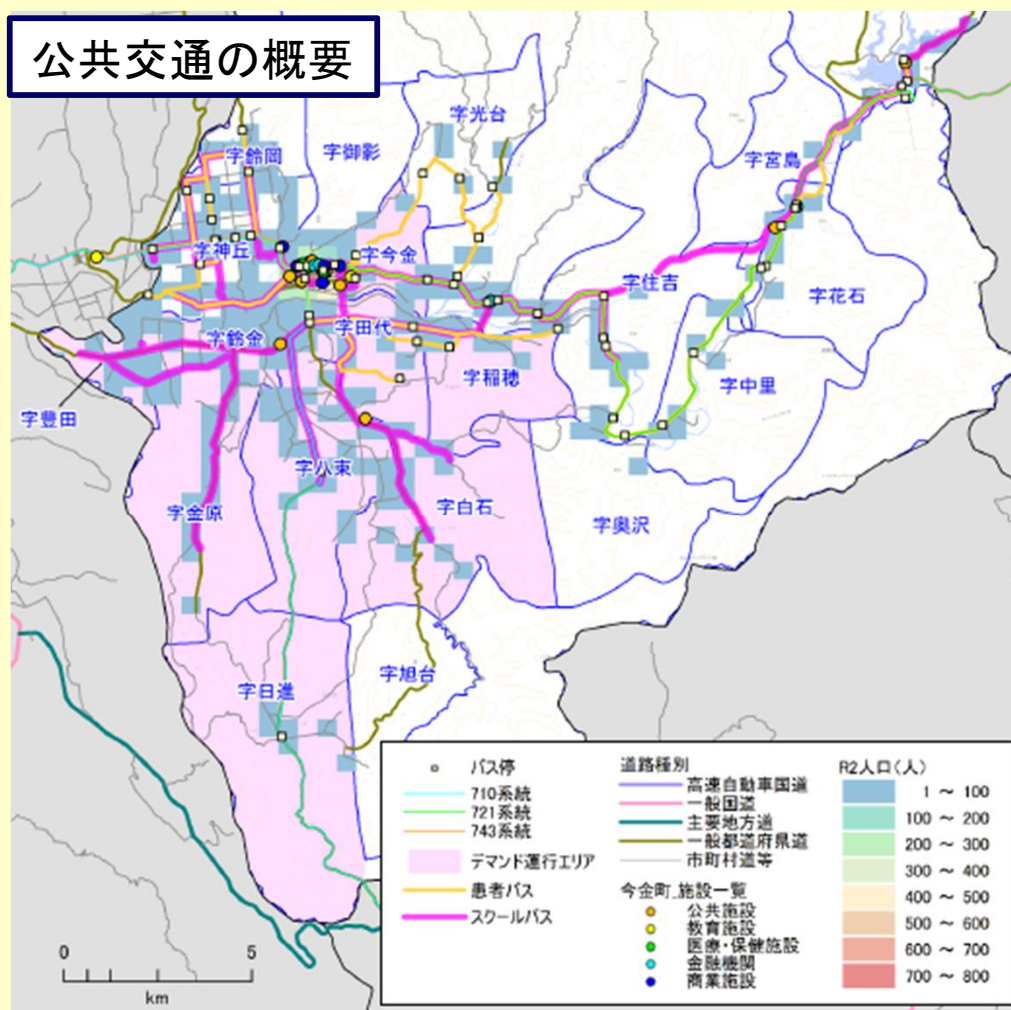 公共交通の概要
字光台
字御影
字鈴岡
字宮島
字神丘
字今金
字住吉
字花石
字鈴金
字田代
字稲穂
字中里
字豊田
字八束
字金原
字白石
字奥沢
字日進
字旭台
バス停
710系統
721系統
743系統
デマンド運行エリア
患者バス
スクールバス
道路種別
高速自動車国道
一般国道
主要地方道
一般都道府県道
市町村道等
今金町_施設一覧
公共施設
教育施設
医療・保健施設
金融機関
商業施設
R2人口(人)
1 ～ 100
100 ～ 200
200 ～ 300
300 ～ 400
400 ～ 500
500 ～ 600
600 ～ 700
700 ～ 800
0 5
km